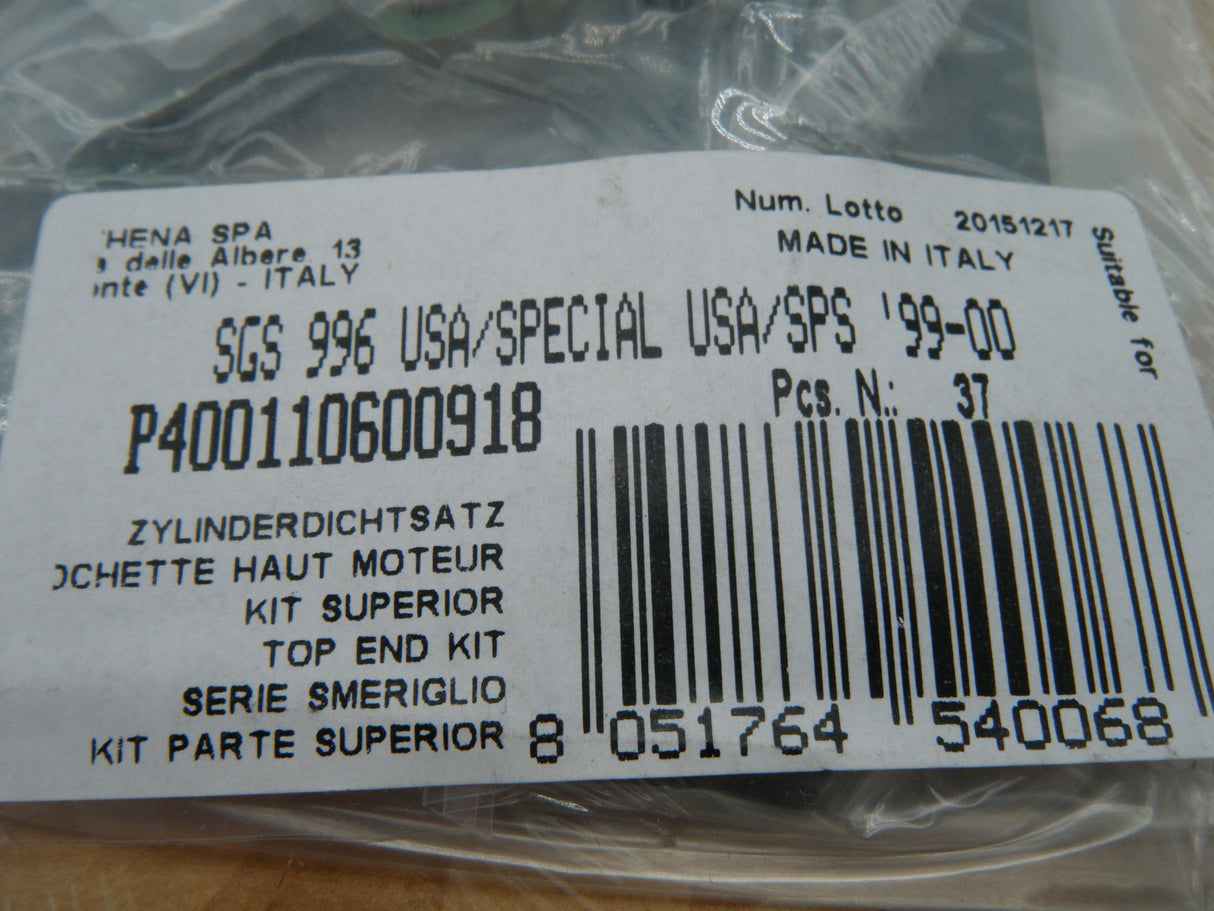 HENA SPA
delle Albere, 13
nte (VI) - ITALY
Num. Lotto 20151217
MADE IN ITALY
Suitable for
SGS 996 USA/SPECIAL USA/SPS '99-00
P400110600918
Pcs. N.: 37
ZYLINDERDICHTSATZ
OCHETTE HAUT MOTEUR
KIT SUPERIOR
TOP END KIT
SERIE SMERIGLIO
KIT PARTE SUPERIOR
8 051764 540068